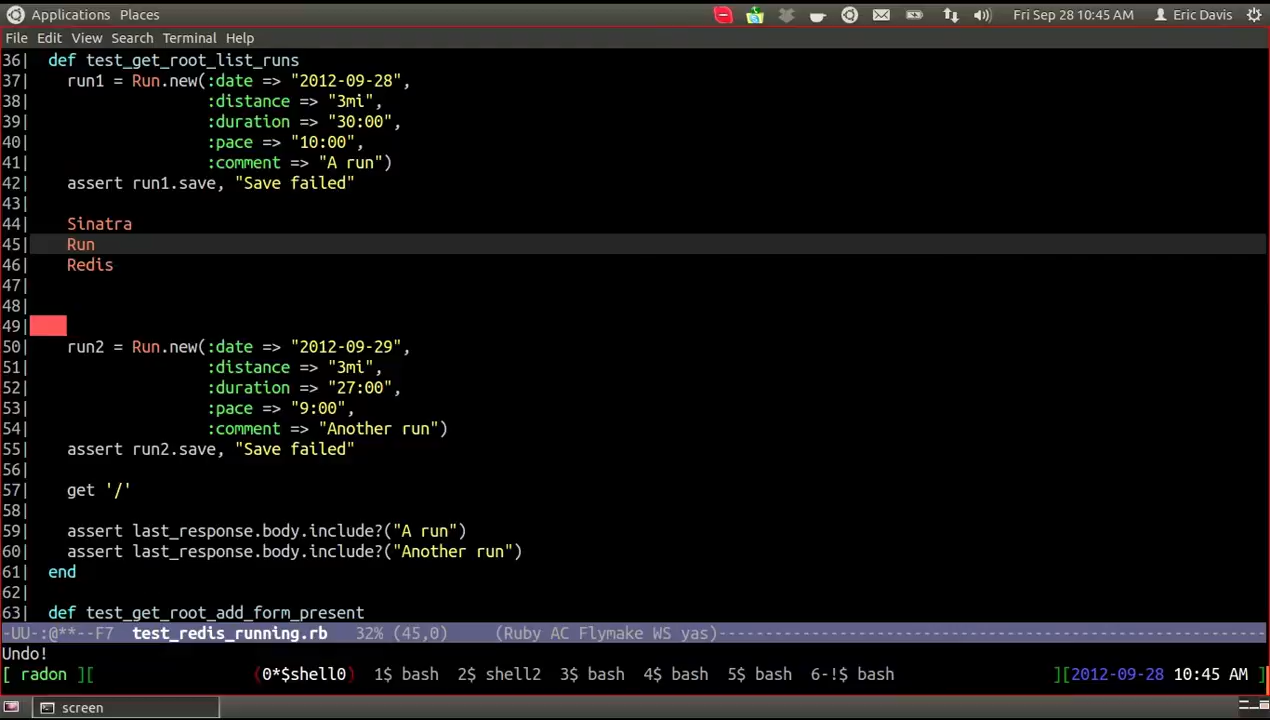 Applications Places Fri Sep 28 10:45 AM Eric Davis
File Edit View Search Terminal Help
36| def test_get_root_list_runs
37| run1 = Run.new(:date => "2012-09-28",
38| :distance => "3mi",
39| :duration => "30:00",
40| :pace => "10:00",
41| :comment => "A run")
42| assert run1.save, "Save failed"
43|
44| Sinatra
45| Run
46| Redis
47|
48|
49|
50| run2 = Run.new(:date => "2012-09-29",
51| :distance => "3mi",
52| :duration => "27:00",
53| :pace => "9:00",
54| :comment => "Another run")
55| assert run2.save, "Save failed"
56|
57| get '/'
58|
59| assert last_response.body.include?("A run")
60| assert last_response.body.include?("Another run")
61| end
62|
63| def test_get_root_add_form_present
-UU-:@**--F7 test_redis_running.rb 32% (45,0) (Ruby AC Flymake WS yas)-----------------------------------------------------------
Undo!
[ radon ][ (0*$shell0) 1$ bash 2$ shell2 3$ bash 4$ bash 5$ bash 6-!$ bash ][2012-09-28 10:45 AM ]
screen